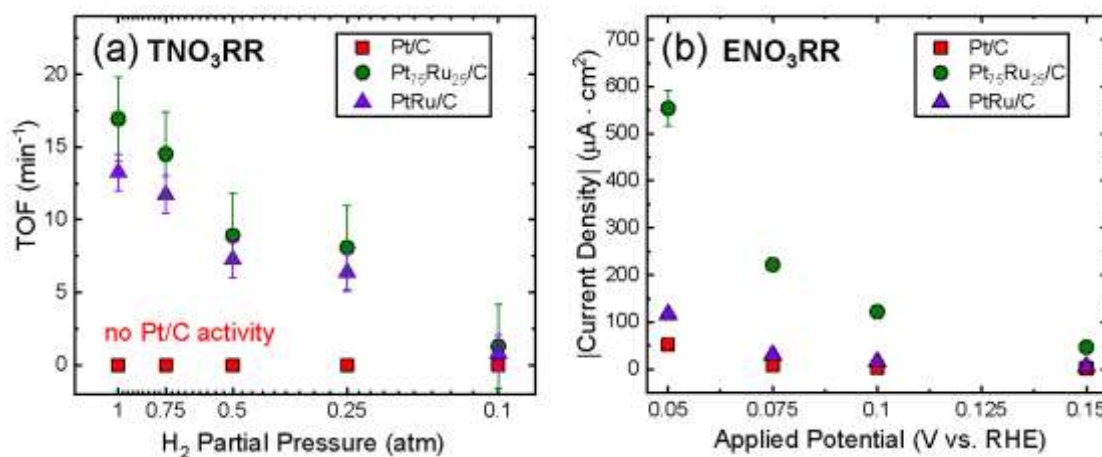 (a) TNO₃RR
Pt/C
Pt₇₅Ru₂₅/C
PtRu/C
20
15
10
5
0
TOF (min⁻¹)
no Pt/C activity
1 0.75 0.5 0.25 0.1
H₂ Partial Pressure (atm)
(b) ENO₃RR
Pt/C
Pt₇₅Ru₂₅/C
PtRu/C
700
600
500
400
300
200
100
0
|Current Density| (μA · cm²)
0.05 0.075 0.1 0.125 0.15
Applied Potential (V vs. RHE)